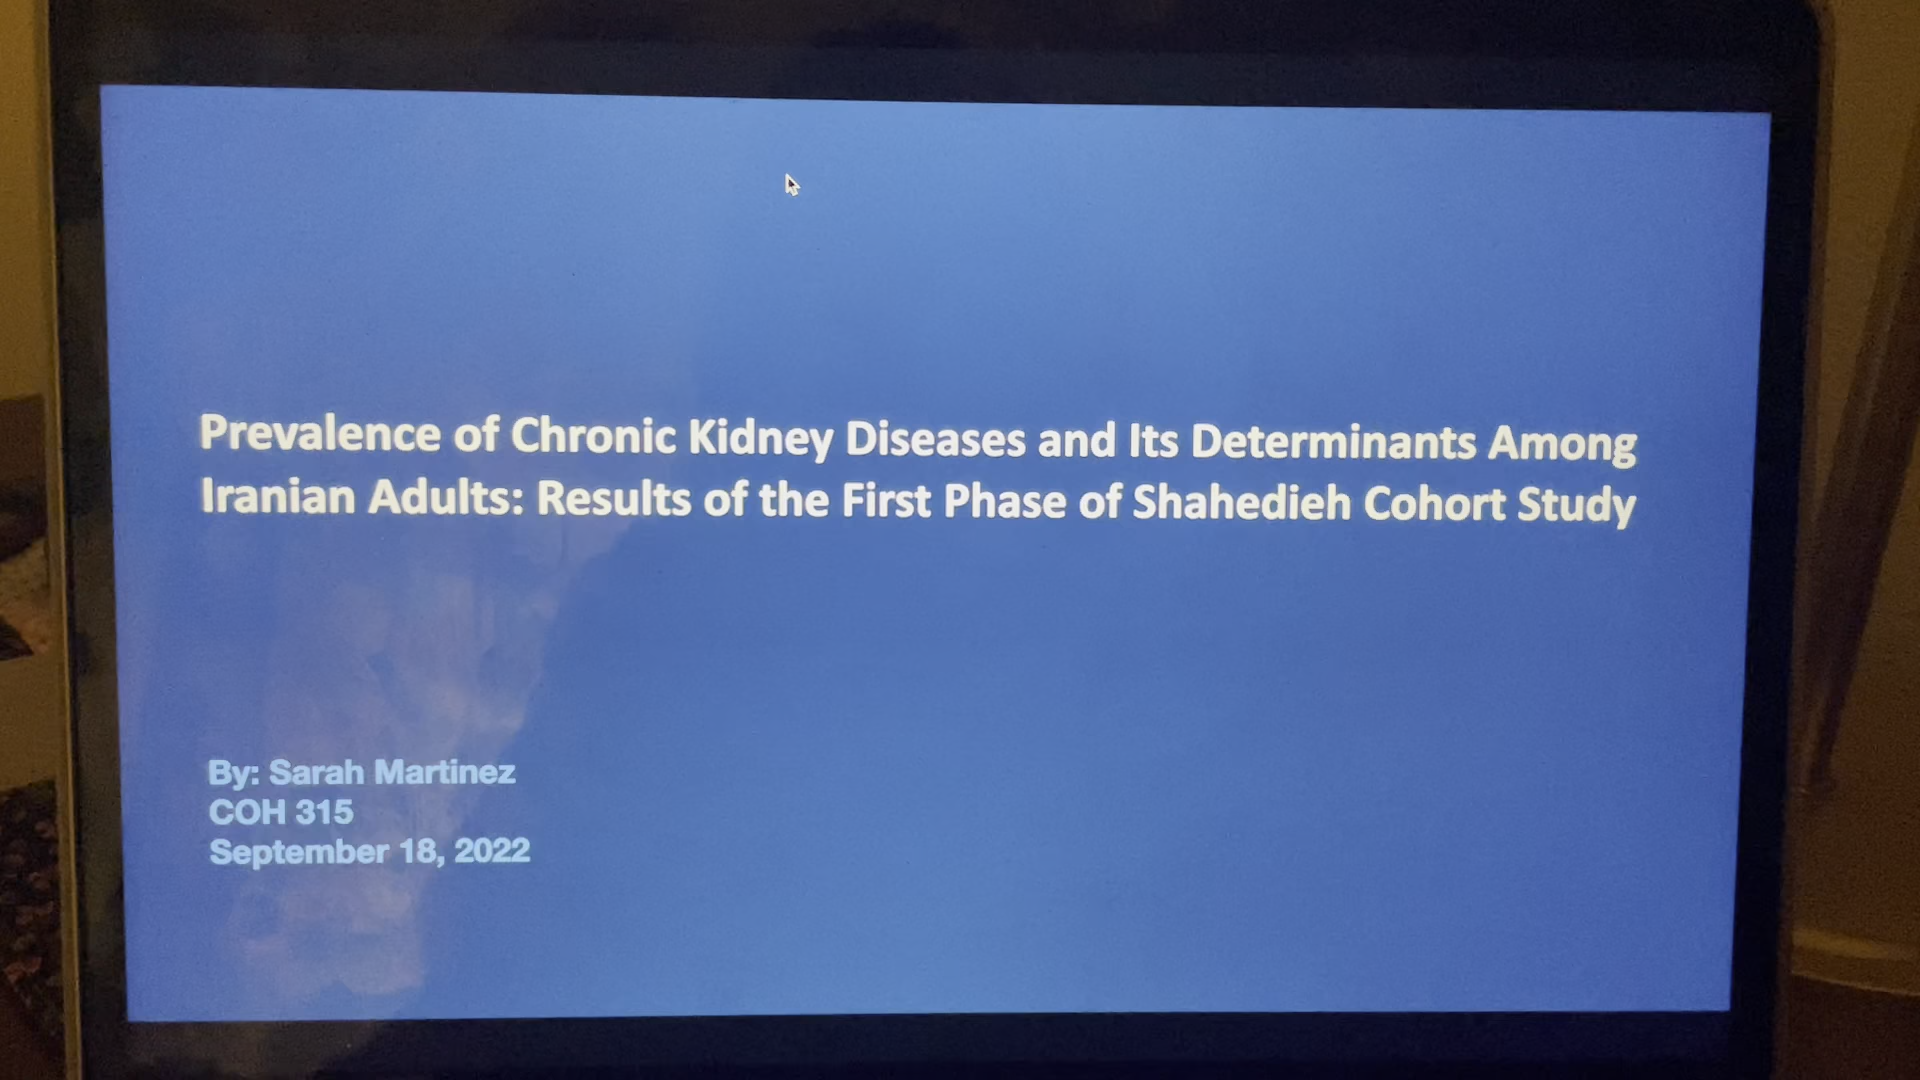 Prevalence of Chronic Kidney Diseases and Its Determinants Among
Iranian Adults: Results of the First Phase of Shahedieh Cohort Study
By: Sarah Martinez
COH 315
September 18, 2022